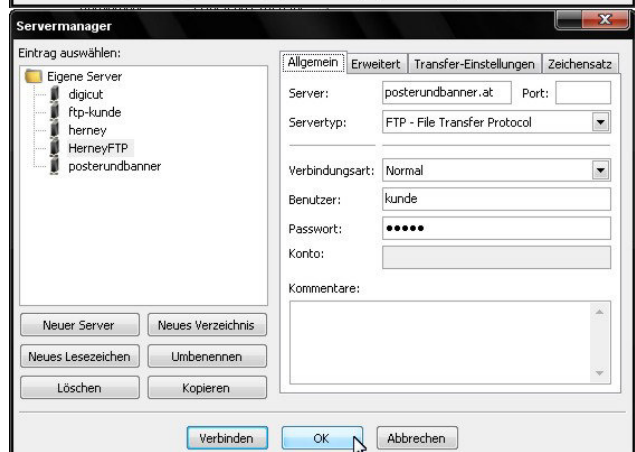 Servermanager
Eintrag auswählen:
Eigene Server
digicut
ftp-kunde
herney
HerneyFTP
posterundbanner
Neuer Server Neues Verzeichnis
Neues Lesezeichen Umbenennen
Löschen Kopieren
Allgemein Erweitert Transfer-Einstellungen Zeichensatz
Server: posterundbanner.at Port:
Servertyp: FTP - File Transfer Protocol
Verbindungsart: Normal
Benutzer: kunde
Passwort: •••••
Konto:
Kommentare:
Verbinden OK Abbrechen